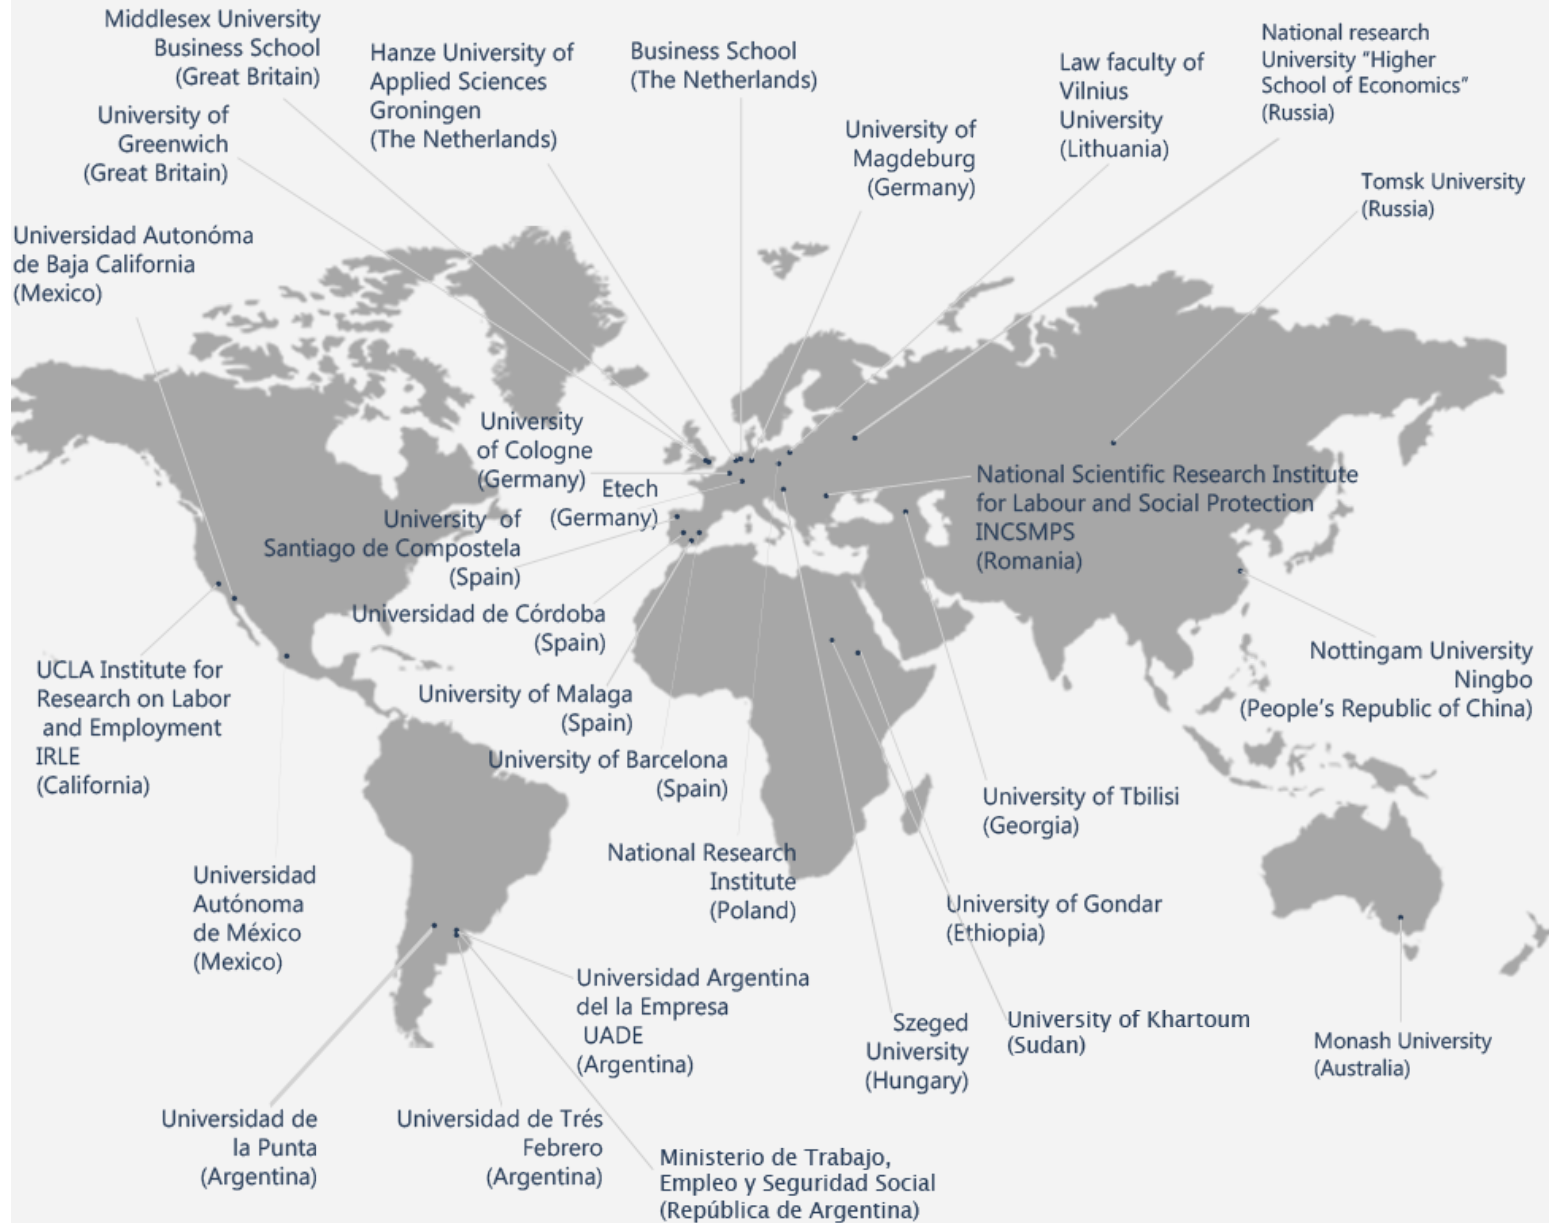 Middlesex University
Business School
(Great Britain)
Hanze University of
Applied Sciences
Groningen
(The Netherlands)
Business School
(The Netherlands)
Law faculty of
Vilnius
University
(Lithuania)
National research
University “Higher
School of Economics”
(Russia)
University of
Greenwich
(Great Britain)
University of
Magdeburg
(Germany)
Tomsk University
(Russia)
Universidad Autonóma
de Baja California
(Mexico)
University
of Cologne
(Germany)
Etech
(Germany)
National Scientific Research Institute
for Labour and Social Protection
INCSMPS
(Romania)
University of
Santiago de Compostela
(Spain)
Universidad de Córdoba
(Spain)
UCLA Institute for
Research on Labor
and Employment
IRLE
(California)
University of Malaga
(Spain)
Nottingam University
Ningbo
(People’s Republic of China)
University of Barcelona
(Spain)
University of Tbilisi
(Georgia)
National Research
Institute
(Poland)
Universidad
Autónoma
de México
(Mexico)
University of Gondar
(Ethiopia)
Universidad Argentina
del la Empresa
UADE
(Argentina)
Szeged
University
(Hungary)
University of Khartoum
(Sudan)
Monash University
(Australia)
Universidad de
la Punta
(Argentina)
Universidad de Trés
Febrero
(Argentina)
Ministerio de Trabajo,
Empleo y Seguridad Social
(República de Argentina)